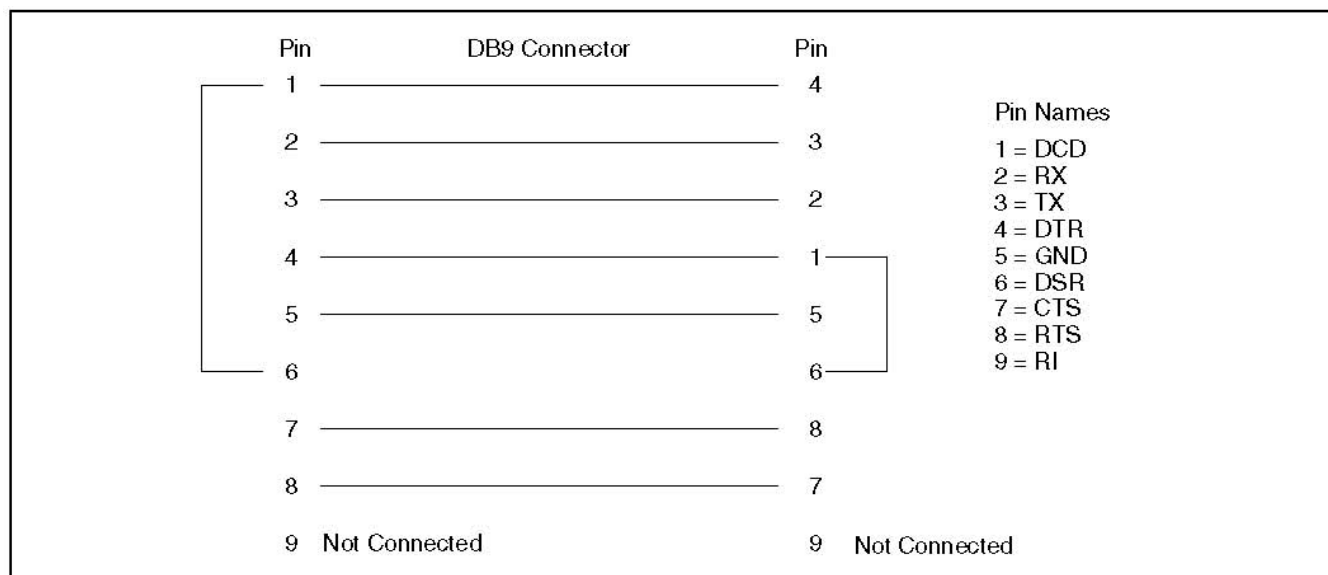 Pin DB9 Connector Pin
1 4
2 3
3 2
4 1
5 5
6 6
7 8
8 7
9 Not Connected 9 Not Connected
Pin Names
1 = DCD
2 = RX
3 = TX
4 = DTR
5 = GND
6 = DSR
7 = CTS
8 = RTS
9 = RI